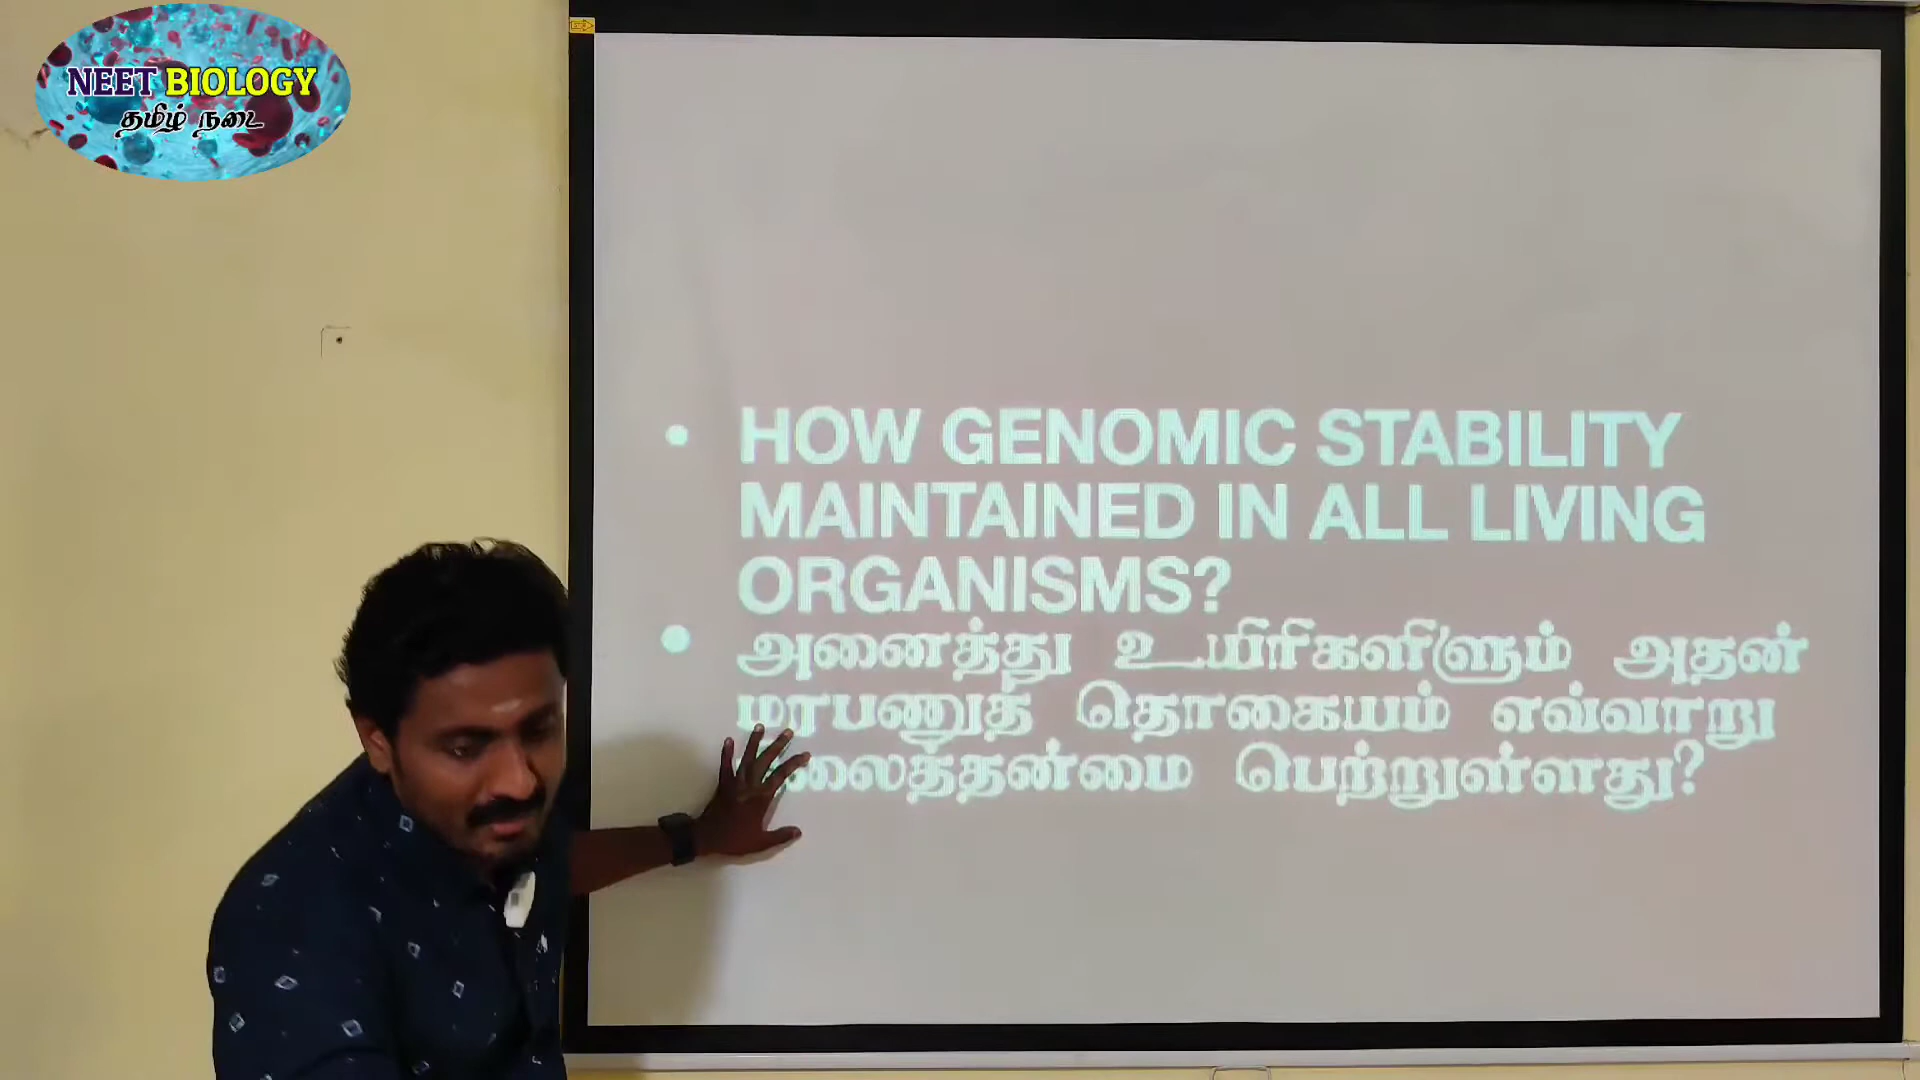 NEET BIOLOGY
தமிழ் நடை
• HOW GENOMIC STABILITY
MAINTAINED IN ALL LIVING
ORGANISMS?
• அனைத்து உயிரிகளிளும் அதன்
மரபணுத் தொகையம் எவ்வாறு
பெற்றுள்ளது?